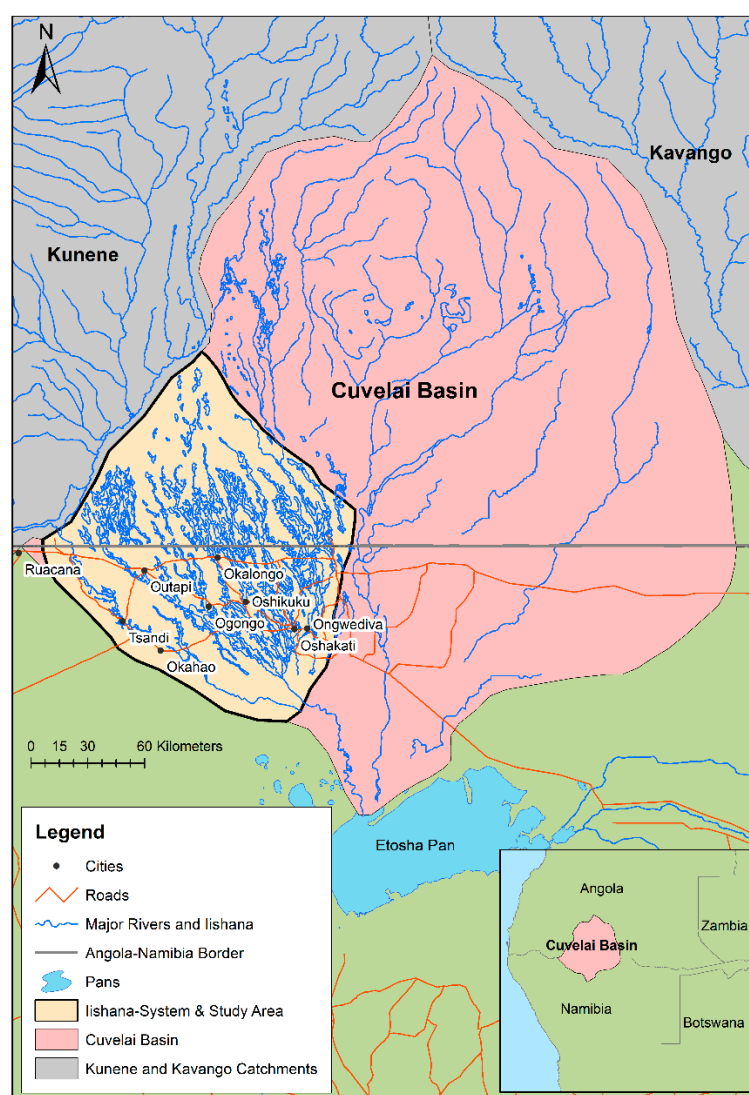 N
Kavango
Kunene
Cuvelai Basin
Ruacana
Outapi
Okalongo
Oshikuku
Ogongo
Ongwediva
Oshakati
Tsandi
Okahao
0 15 30 60 Kilometers
Etosha Pan
Legend
Cities
Roads
Major Rivers and Iishana
Angola-Namibia Border
Pans
Iishana-System & Study Area
Cuvelai Basin
Kunene and Kavango Catchments
Angola
Zambia
Cuvelai Basin
Namibia
Botswana